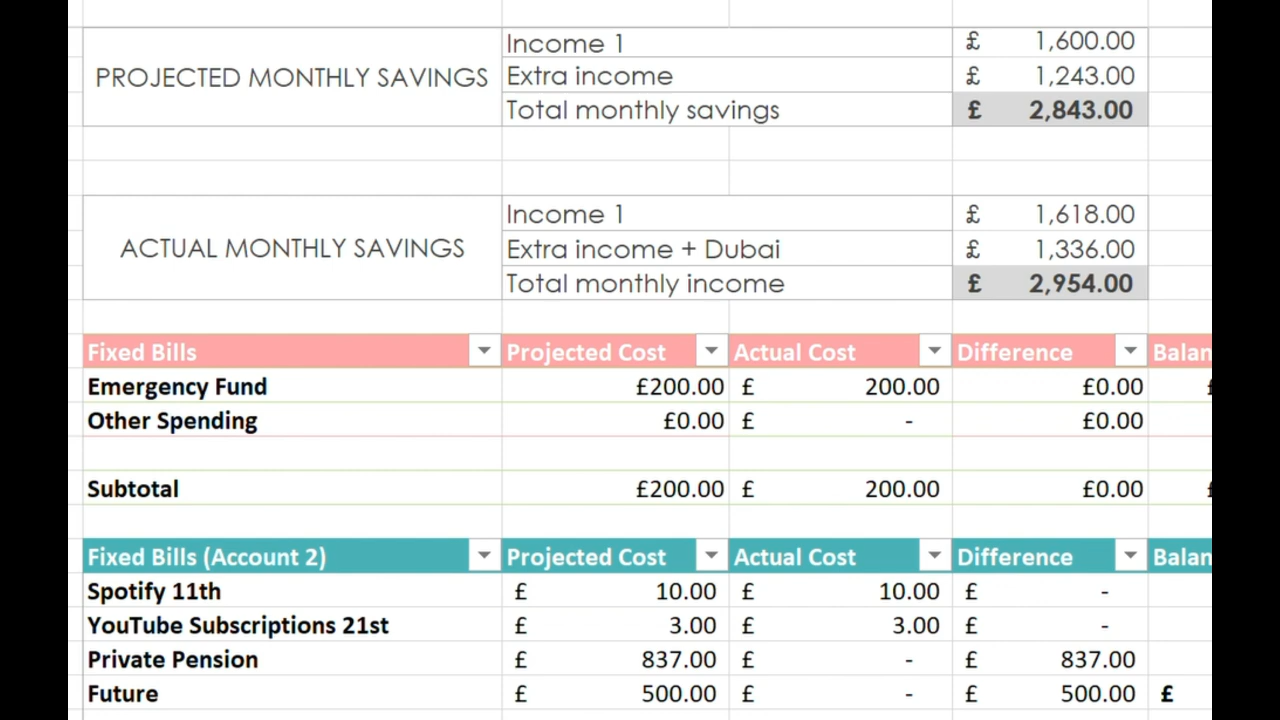 Income 1 £ 1,600.00
PROJECTED MONTHLY SAVINGS Extra income £ 1,243.00
Total monthly savings £ 2,843.00
Income 1 £ 1,618.00
ACTUAL MONTHLY SAVINGS Extra income + Dubai £ 1,336.00
Total monthly income £ 2,954.00
Fixed Bills Projected Cost Actual Cost Difference Balan
Emergency Fund £200.00 £ 200.00 £0.00 £
Other Spending £0.00 £ - £0.00
Subtotal £200.00 £ 200.00 £0.00 £
Fixed Bills (Account 2) Projected Cost Actual Cost Difference Balan
Spotify 11th £ 10.00 £ 10.00 £ -
YouTube Subscriptions 21st £ 3.00 £ 3.00 £ -
Private Pension £ 837.00 £ - £ 837.00
Future £ 500.00 £ - £ 500.00 £